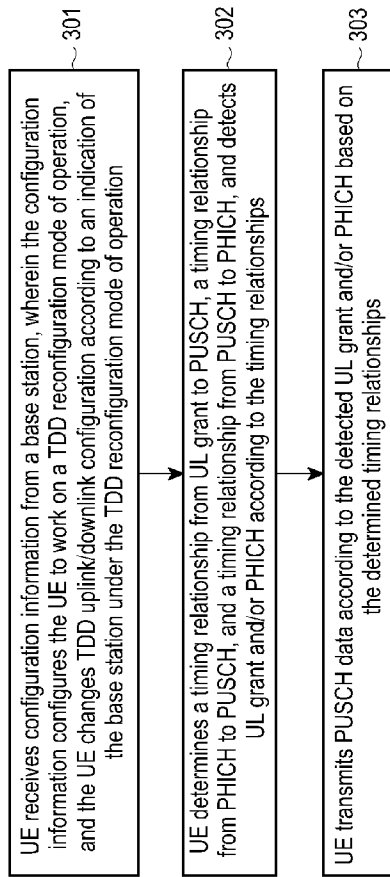 UE receives configuration information from a base station, wherein the configuration
information configures the UE to work on a TDD reconfiguration mode of operation,
and the UE changes TDD uplink/downlink configuration according to an indication of
the base station under the TDD reconfiguration mode of operation
301
UE determines a timing relationship from UL grant to PUSCH, a timing relationship
from PHICH to PUSCH, and a timing relationship from PUSCH to PHICH, and detects
UL grant and/or PHICH according to the timing relationships
302
UE transmits PUSCH data according to the detected UL grant and/or PHICH based on
the determined timing relationships
303